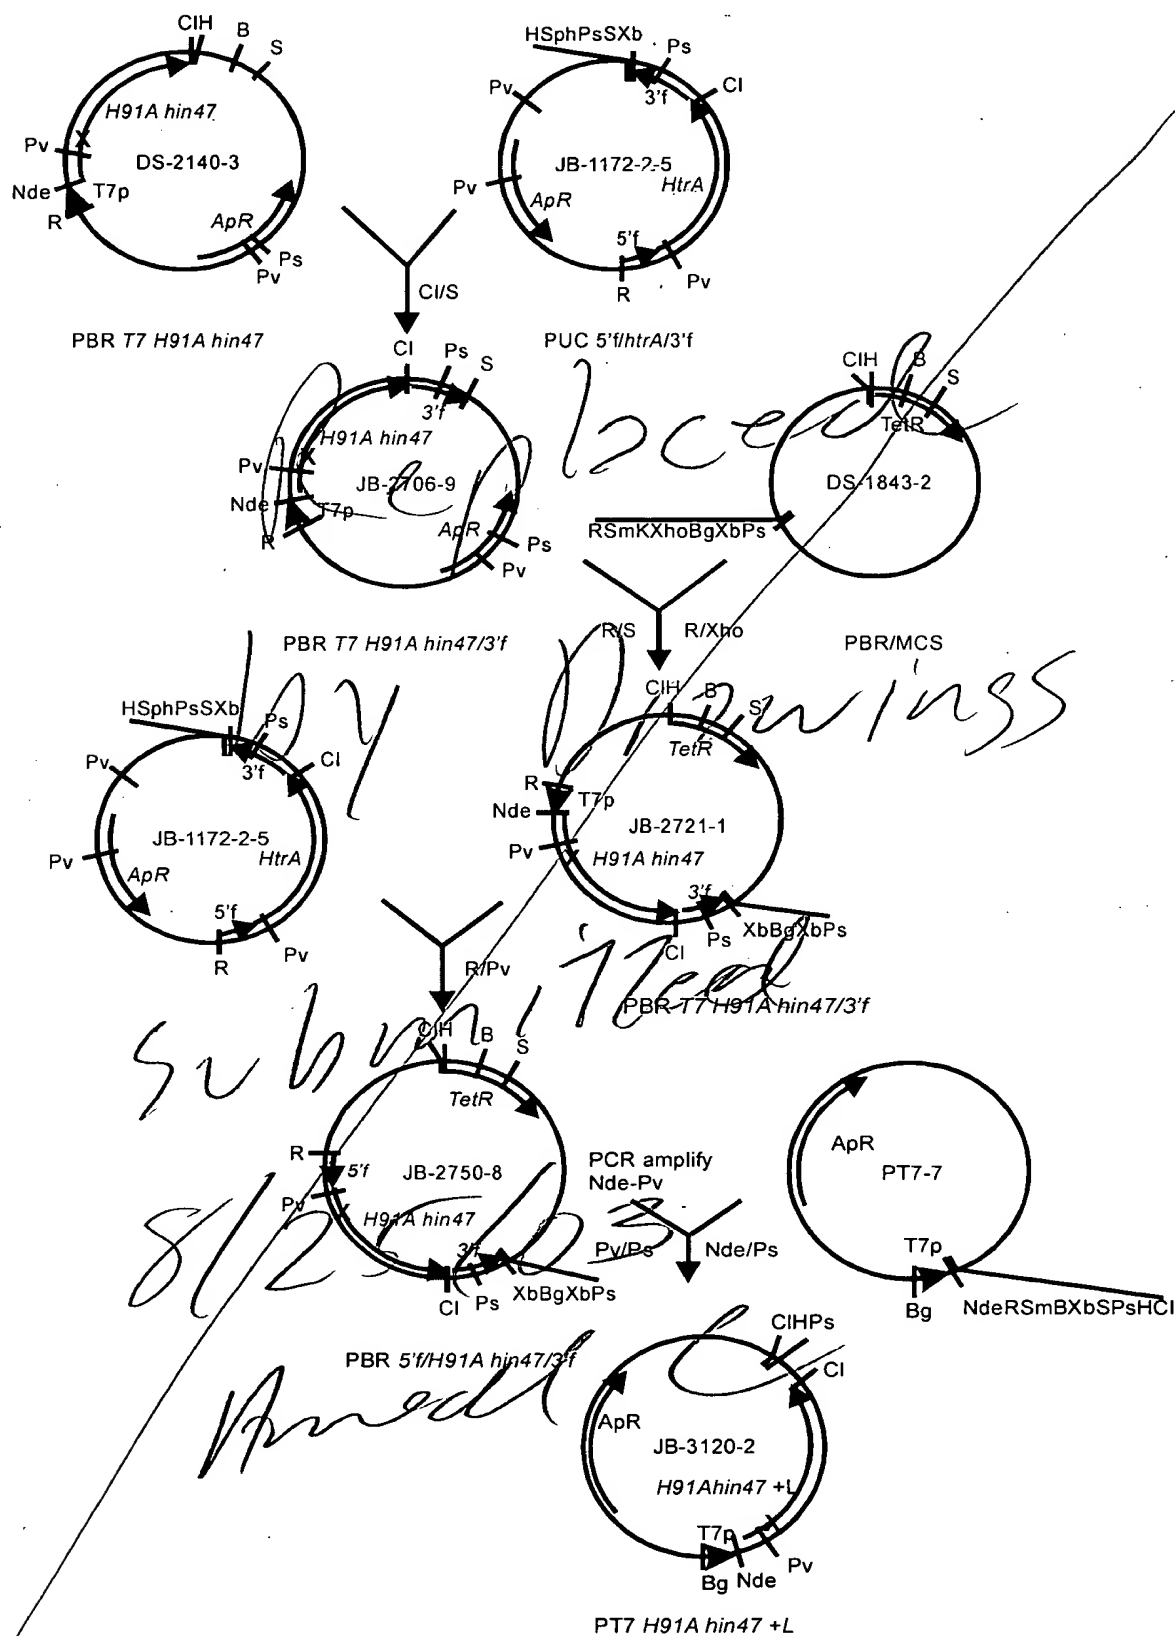 ClH B S
H91A hin47
Pv
DS-2140-3
Nde T7p
R
ApR
Ps
Pv
PBR T7 H91A hin47
HSphPsSXb
Ps
Pv 3'f Cl
JB-1172-2-5
HtrA
Pv
ApR
5'f
Pv
R
PUC 5'f/htrA/3'f
Cl/S
Cl Ps S
3'f
H91A hin47
Pv
JB-2706-9
Nde T7p
R
ApR
Ps
Pv
PBR T7 H91A hin47/3'f
ClH B S
TetR
DS-1843-2
RSmKXhoBgXbPs
PBR/MCS
R/S R/Xho
Replaced
by Drawings
submitted
8/25/03
HSphPsSXb
Ps
Pv 3'f Cl
JB-1172-2-5
HtrA
Pv
ApR
5'f
Pv
R
ClH B S
TetR
R
T7p
Nde
JB-2721-1
Pv
H91A hin47
3'f
Cl Ps XbBgXbPs
PBR T7 H91A hin47/3'f
R/Pv
ClH B S
TetR
R
5'f
JB-2750-8
Pv
H91A hin47
3'f
Cl Ps XbBgXbPs
PBR 5'f/H91A hin47/3'f
PCR amplify
Nde-Pv
Pv/Ps Nde/Ps
ApR
PT7-7
T7p
Bg NdeRSmBXbSPsHCl
ClHPs
Cl
ApR
JB-3120-2
H91Ahin47 +L
T7p
Pv
Bg Nde
PT7 H91A hin47 +L